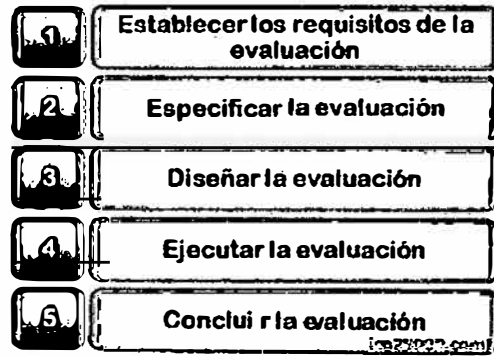 1
Establecer los requisitos de la
evaluación
2
Especificar la evaluación
3
Diseñar la evaluación
4
Ejecutar la evaluación
5
Conclui r la evaluación